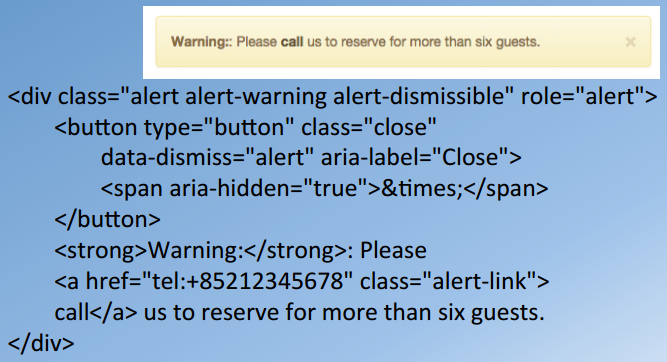 Warning:: Please call us to reserve for more than six guests. ×
<div class="alert alert-warning alert-dismissible" role="alert">
<button type="button" class="close"
data-dismiss="alert" aria-label="Close">
<span aria-hidden="true">&times;</span>
</button>
<strong>Warning:</strong>: Please
<a href="tel:+85212345678" class="alert-link">
call</a> us to reserve for more than six guests.
</div>